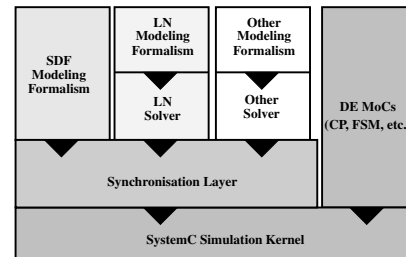 SDF
Modeling
Formalism
LN
Modeling
Formalism
LN
Solver
Other
Modeling
Formalism
Other
Solver
DE MoCs
(CP, FSM, etc.
Synchronisation Layer
SystemC Simulation Kernel